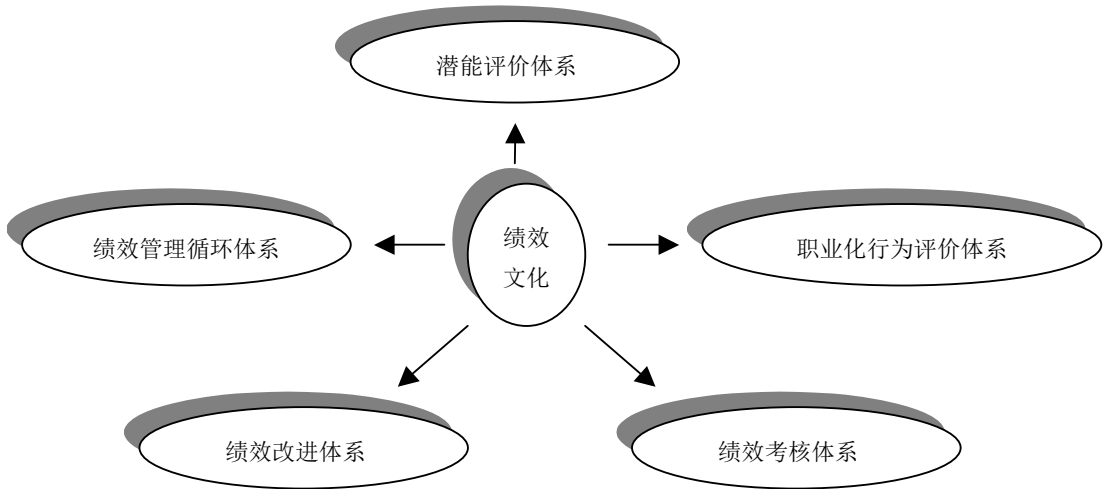 潜能评价体系
绩效管理循环体系
绩效
文化
职业化行为评价体系
绩效改进体系
绩效考核体系